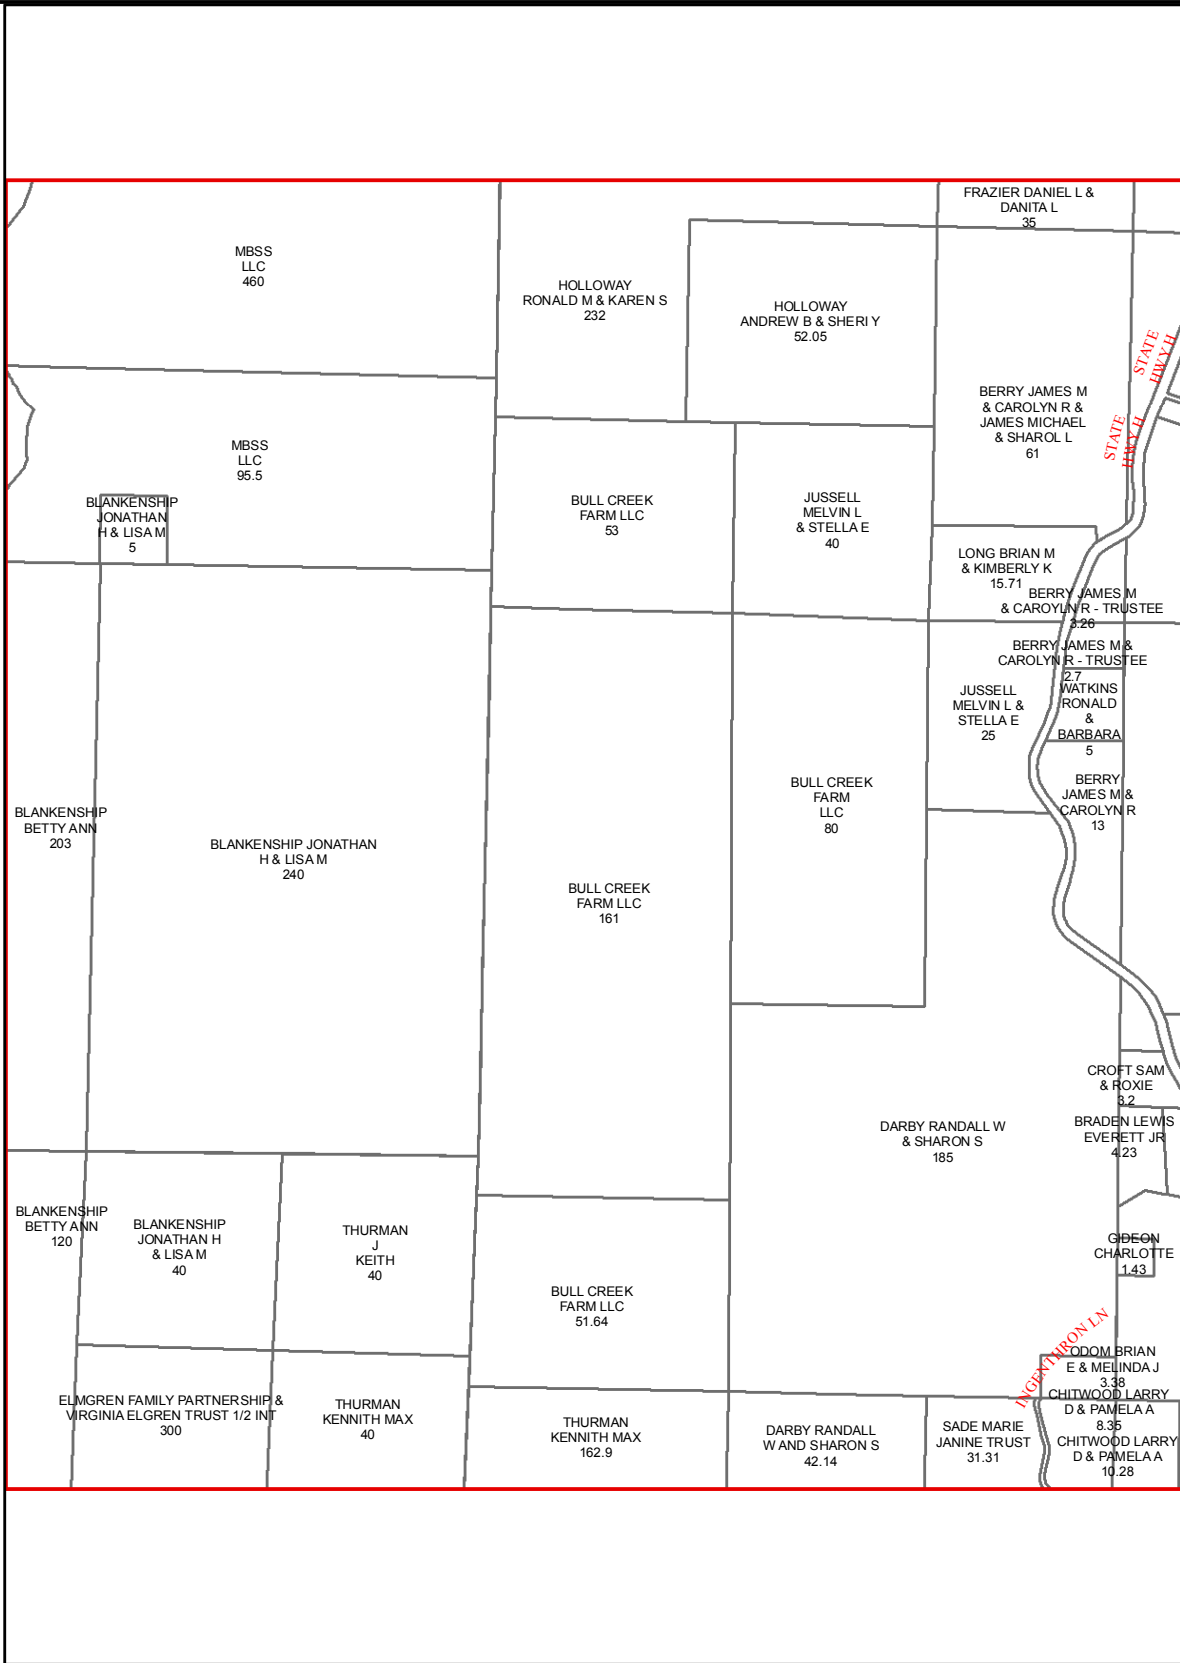 FRAZIER DANIEL L &
DANITA L
35
MBSS
LLC
460
HOLLOWAY
RONALD M & KAREN S
232
HOLLOWAY
ANDREW B & SHERI Y
52.05
STATE
HWY H
BERRY JAMES M
& CAROLYN R &
JAMES MICHAEL
& SHAROL L
61
STATE
HWY H
MBSS
LLC
95.5
BLANKENSHIP
JONATHAN
H & LISA M
5
BULL CREEK
FARM LLC
53
JUSSELL
MELVIN L
& STELLA E
40
LONG BRIAN M
& KIMBERLY K
15.71
BERRY JAMES M
& CAROYLN R - TRUSTEE
3.26
BERRY JAMES M &
CAROLYN R - TRUSTEE
2.7
JUSSELL
MELVIN L &
STELLA E
25
WATKINS
RONALD
&
BARBARA
5
BERRY
JAMES M &
CAROLYN R
13
BLANKENSHIP
BETTY ANN
203
BLANKENSHIP JONATHAN
H & LISA M
240
BULL CREEK
FARM LLC
161
BULL CREEK
FARM
LLC
80
CROFT SAM
& ROXIE
3.2
DARBY RANDALL W
& SHARON S
185
BRADEN LEWIS
EVERETT JR
4.23
BLANKENSHIP
BETTY ANN
120
BLANKENSHIP
JONATHAN H
& LISA M
40
THURMAN
J
KEITH
40
GIDEON
CHARLOTTE
1.43
BULL CREEK
FARM LLC
51.64
INGENTHRON LN
ODOM BRIAN
E & MELINDA J
3.38
ELMGREN FAMILY PARTNERSHIP &
VIRGINIA ELGREN TRUST 1/2 INT
300
THURMAN
KENNITH MAX
40
THURMAN
KENNITH MAX
162.9
DARBY RANDALL
W AND SHARON S
42.14
SADE MARIE
JANINE TRUST
31.31
CHITWOOD LARRY
D & PAMELA A
8.35
CHITWOOD LARRY
D & PAMELA A
10.28